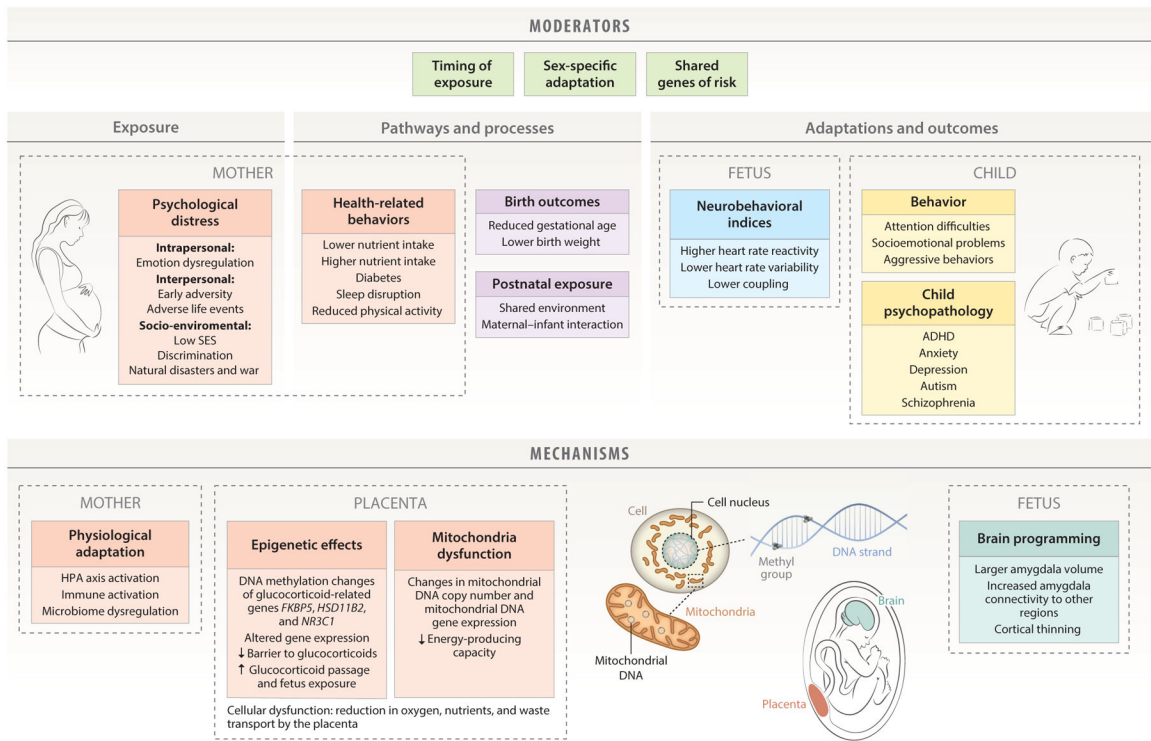 MODERATORS
Timing of
exposure
Sex-specific
adaptation
Shared
genes of risk
Exposure
Pathways and processes
Adaptations and outcomes
MOTHER
Psychological
distress
Intrapersonal:
Emotion dysregulation
Interpersonal:
Early adversity
Adverse life events
Socio-enviromental:
Low SES
Discrimination
Natural disasters and war
Health-related
behaviors
Lower nutrient intake
Higher nutrient intake
Diabetes
Sleep disruption
Reduced physical activity
Birth outcomes
Reduced gestational age
Lower birth weight
Postnatal exposure
Shared environment
Maternal–infant interaction
FETUS
Neurobehavioral
indices
Higher heart rate reactivity
Lower heart rate variability
Lower coupling
CHILD
Behavior
Attention difficulties
Socioemotional problems
Aggressive behaviors
Child
psychopathology
ADHD
Anxiety
Depression
Autism
Schizophrenia
MECHANISMS
MOTHER
Physiological
adaptation
HPA axis activation
Immune activation
Microbiome dysregulation
PLACENTA
Epigenetic effects
DNA methylation changes
of glucocorticoid-related
genes FKBP5, HSD11B2,
and NR3C1
Altered gene expression
↓ Barrier to glucocorticoids
↑ Glucocorticoid passage
and fetus exposure
Mitochondria
dysfunction
Changes in mitochondrial
DNA copy number and
mitochondrial DNA
gene expression
↓ Energy-producing
capacity
Cellular dysfunction: reduction in oxygen, nutrients, and waste
transport by the placenta
Cell
Cell nucleus
Methyl
group
DNA strand
Mitochondria
Mitochondrial
DNA
Brain
Placenta
FETUS
Brain programming
Larger amygdala volume
Increased amygdala
connectivity to other
regions
Cortical thinning